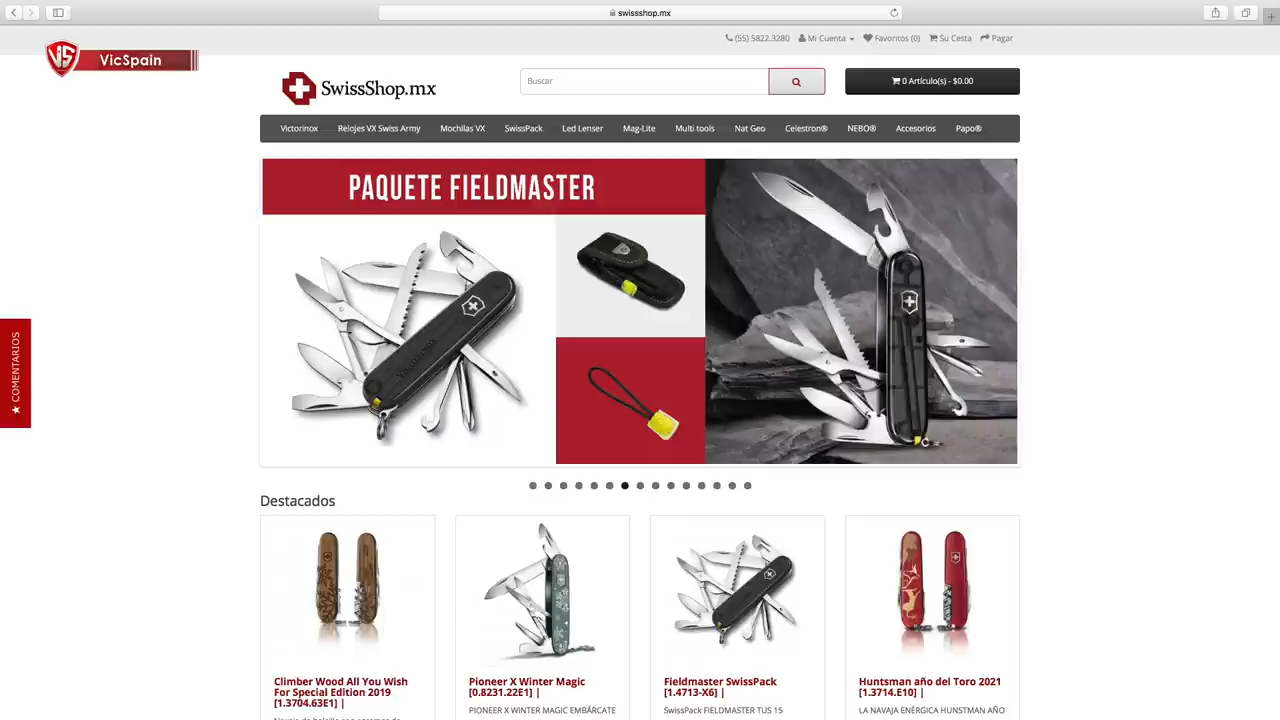 swissshop.mx
(55) 5822.3280 Mi Cuenta Favoritos (0) Su Cesta Pagar
VS VicSpain
SwissShop.mx
Buscar
0 Artículo(s) - $0.00
Victorinox Relojes VX Swiss Army Mochilas VX SwissPack Led Lenser Mag-Lite Multi tools Nat Geo Celestron® NEBO® Accesorios Papo®
PAQUETE FIELDMASTER
★ COMENTARIOS
Destacados
Climber Wood All You Wish
For Special Edition 2019
[1.3704.63E1] |
Pioneer X Winter Magic
[0.8231.22E1] |
PIONEER X WINTER MAGIC EMBÁRCATE
Fieldmaster SwissPack
[1.4713-X6] |
SwissPack FIELDMASTER TUS 15
Huntsman año del Toro 2021
[1.3714.E10] |
LA NAVAJA ENÉRGICA HUNSTMAN AÑO